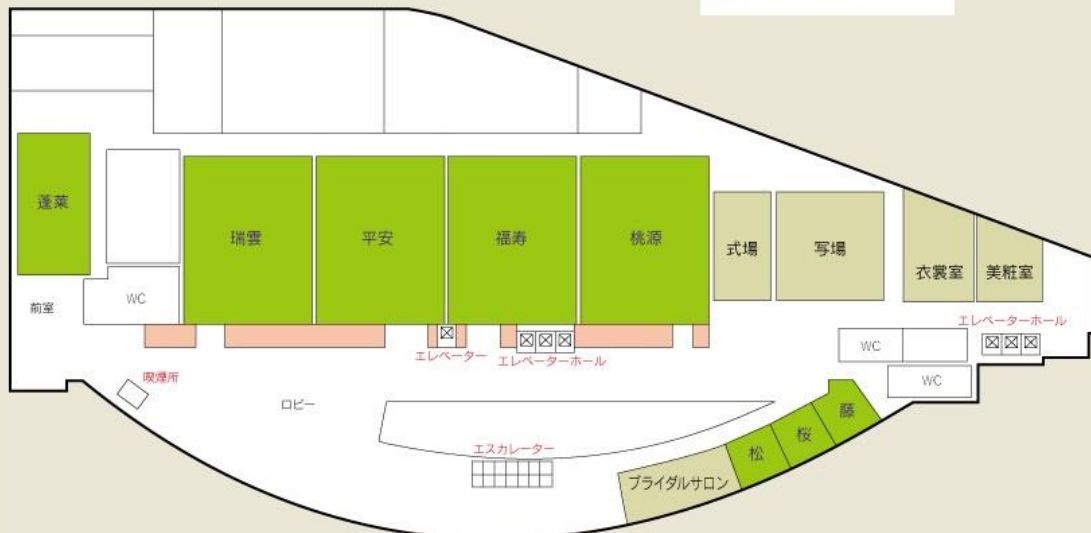 蓬莱
瑞雲
平安
福寿
桃源
式場
写場
衣裳室
美粧室
前室
WC
エレベーター
エレベーターホール
エレベーターホール
WC
WC
喫煙所
ロビー
エスカレーター
ブライダルサロン
松
桜
藤